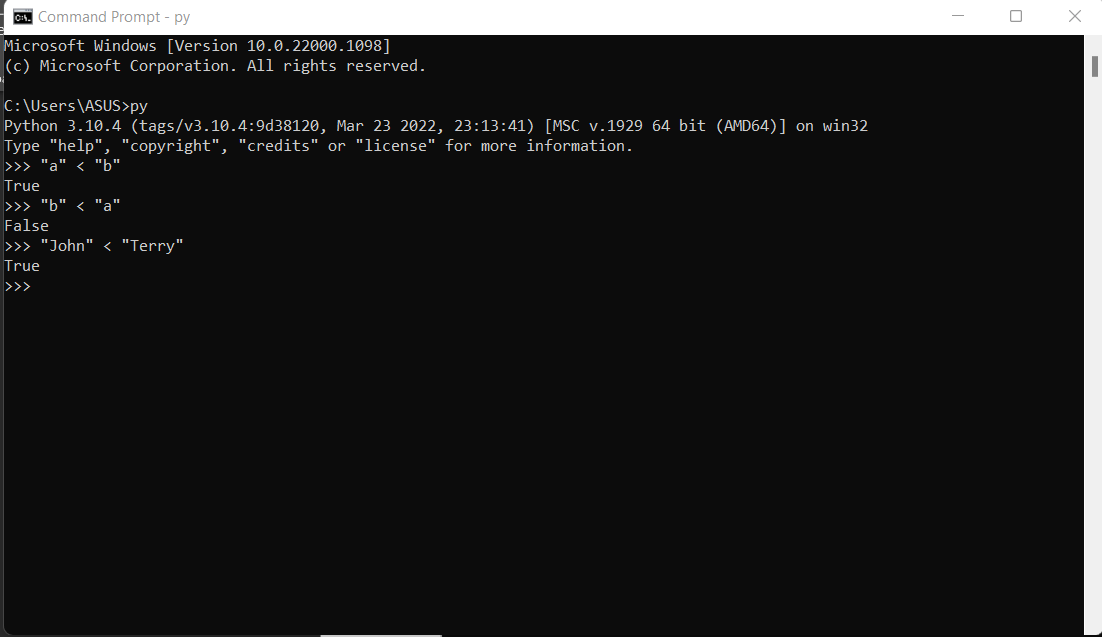 Command Prompt - py
Microsoft Windows [Version 10.0.22000.1098]
(c) Microsoft Corporation. All rights reserved.
C:\Users\ASUS>py
Python 3.10.4 (tags/v3.10.4:9d38120, Mar 23 2022, 23:13:41) [MSC v.1929 64 bit (AMD64)] on win32
Type "help", "copyright", "credits" or "license" for more information.
>>> "a" < "b"
True
>>> "b" < "a"
False
>>> "John" < "Terry"
True
>>>